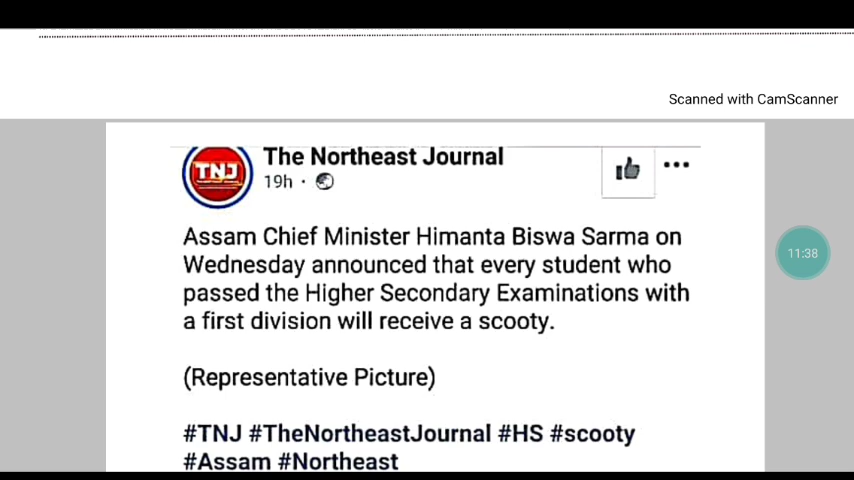 Scanned with CamScanner
TNJ
The Northeast Journal
19h ·
11:38
Assam Chief Minister Himanta Biswa Sarma on
Wednesday announced that every student who
passed the Higher Secondary Examinations with
a first division will receive a scooty.
(Representative Picture)
#TNJ #TheNortheastJournal #HS #scooty
#Assam #Northeast